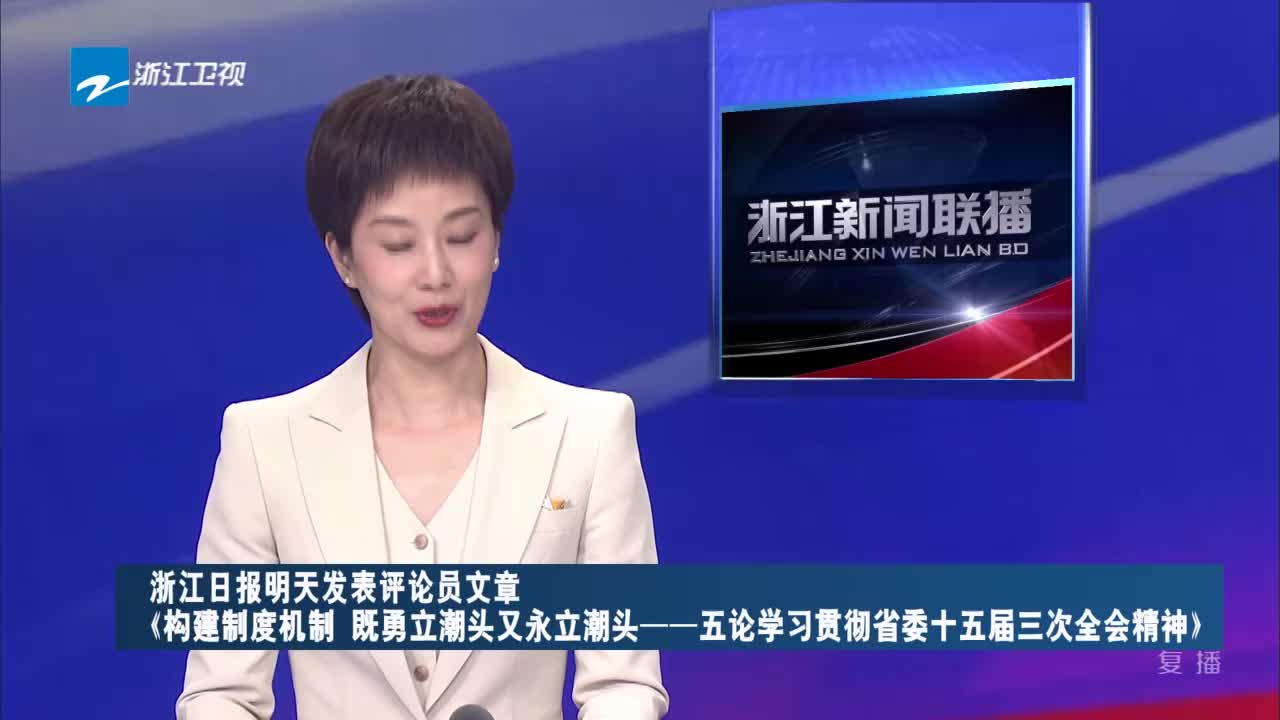 浙江卫视
浙江新闻联播
ZHEJIANG XIN WEN LIAN BO
浙江日报明天发表评论员文章
《构建制度机制 既勇立潮头又永立潮头——五论学习贯彻省委十五届三次全会精神》
复播